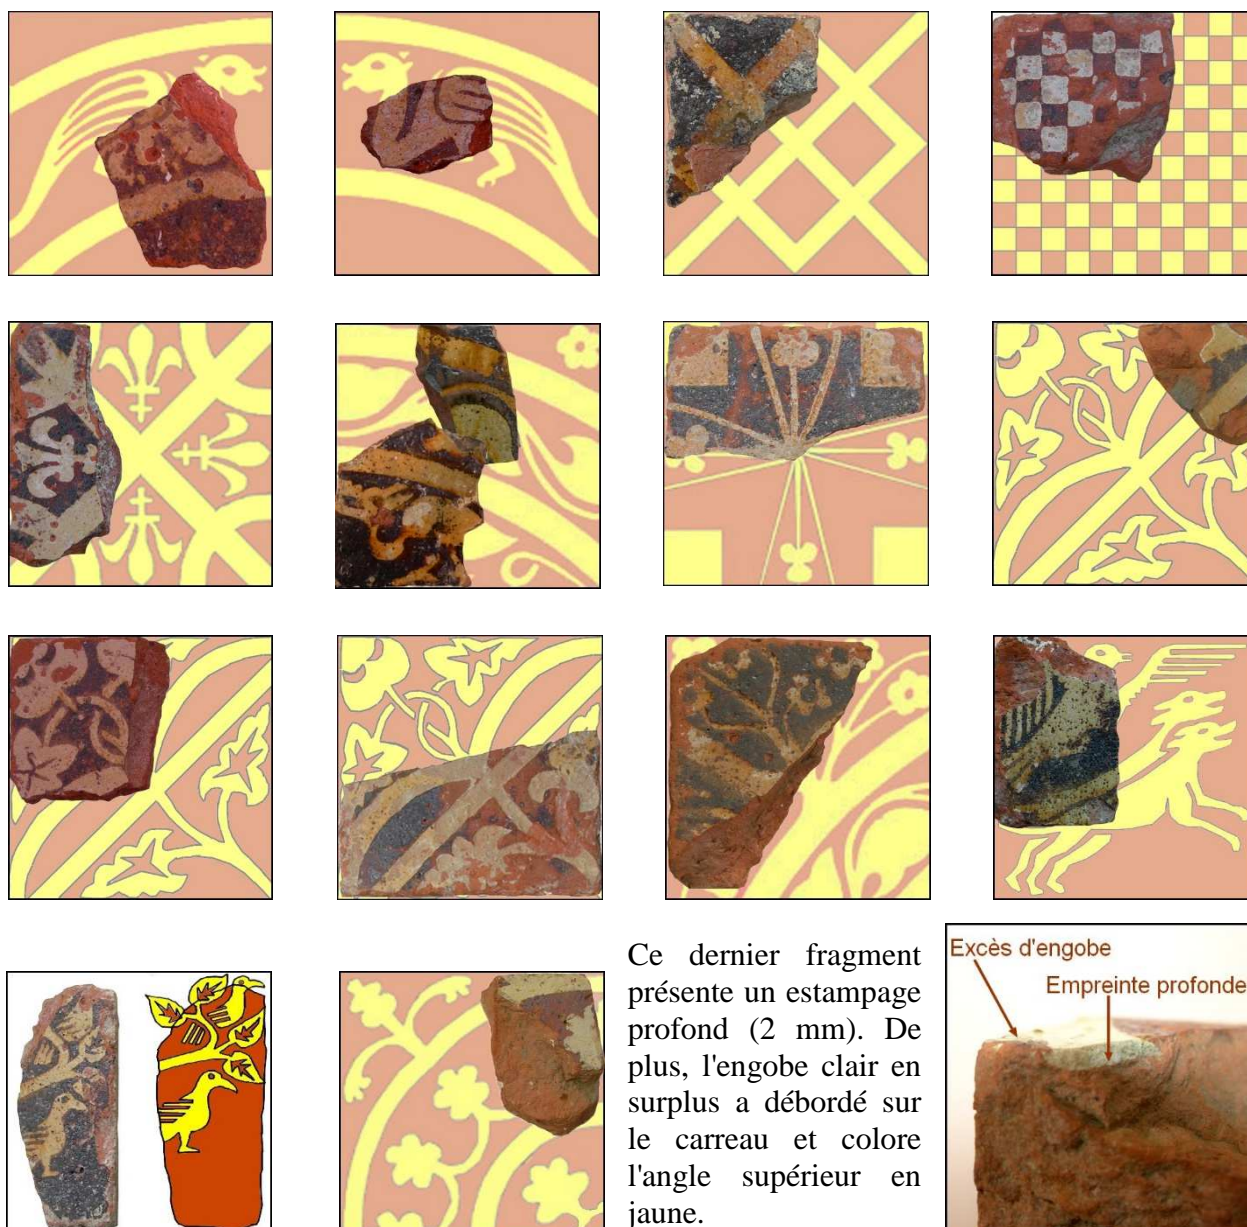 Ce dernier fragment
présente un estampage
profond (2 mm). De
plus, l'engobe clair en
surplus a débordé sur
le carreau et colore
l'angle supérieur en
jaune.
Excès d'engobe
Empreinte profonde